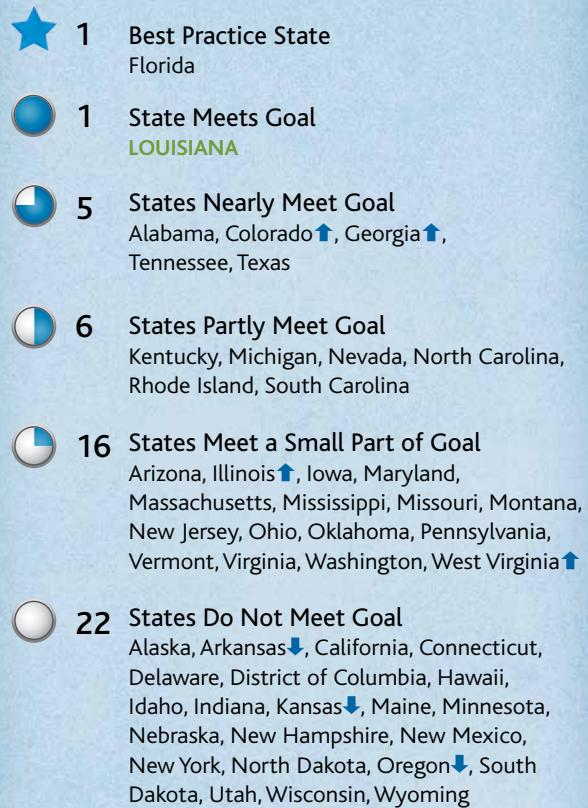 1 Best Practice State
Florida
1 State Meets Goal
LOUISIANA
5 States Nearly Meet Goal
Alabama, Colorado⬆, Georgia⬆,
Tennessee, Texas
6 States Partly Meet Goal
Kentucky, Michigan, Nevada, North Carolina,
Rhode Island, South Carolina
16 States Meet a Small Part of Goal
Arizona, Illinois⬆, Iowa, Maryland,
Massachusetts, Mississippi, Missouri, Montana,
New Jersey, Ohio, Oklahoma, Pennsylvania,
Vermont, Virginia, Washington, West Virginia⬆
22 States Do Not Meet Goal
Alaska, Arkansas⬇, California, Connecticut,
Delaware, District of Columbia, Hawaii,
Idaho, Indiana, Kansas⬇, Maine, Minnesota,
Nebraska, New Hampshire, New Mexico,
New York, North Dakota, Oregon⬇, South
Dakota, Utah, Wisconsin, Wyoming